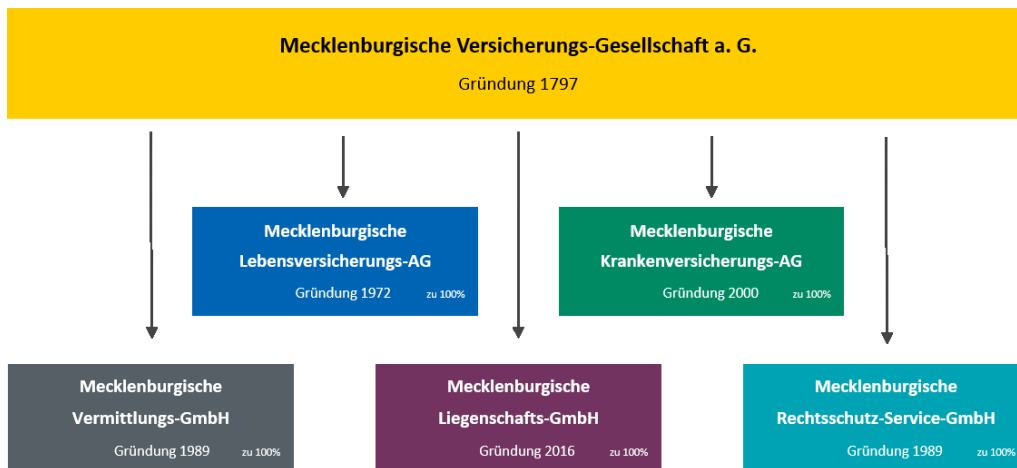 Mecklenburgische Versicherungs-Gesellschaft a. G.
Gründung 1797
Mecklenburgische
Lebensversicherungs-AG
Gründung 1972 zu 100%
Mecklenburgische
Krankenversicherungs-AG
Gründung 2000 zu 100%
Mecklenburgische
Vermittlungs-GmbH
Gründung 1989 zu 100%
Mecklenburgische
Liegenschafts-GmbH
Gründung 2016 zu 100%
Mecklenburgische
Rechtsschutz-Service-GmbH
Gründung 1989 zu 100%